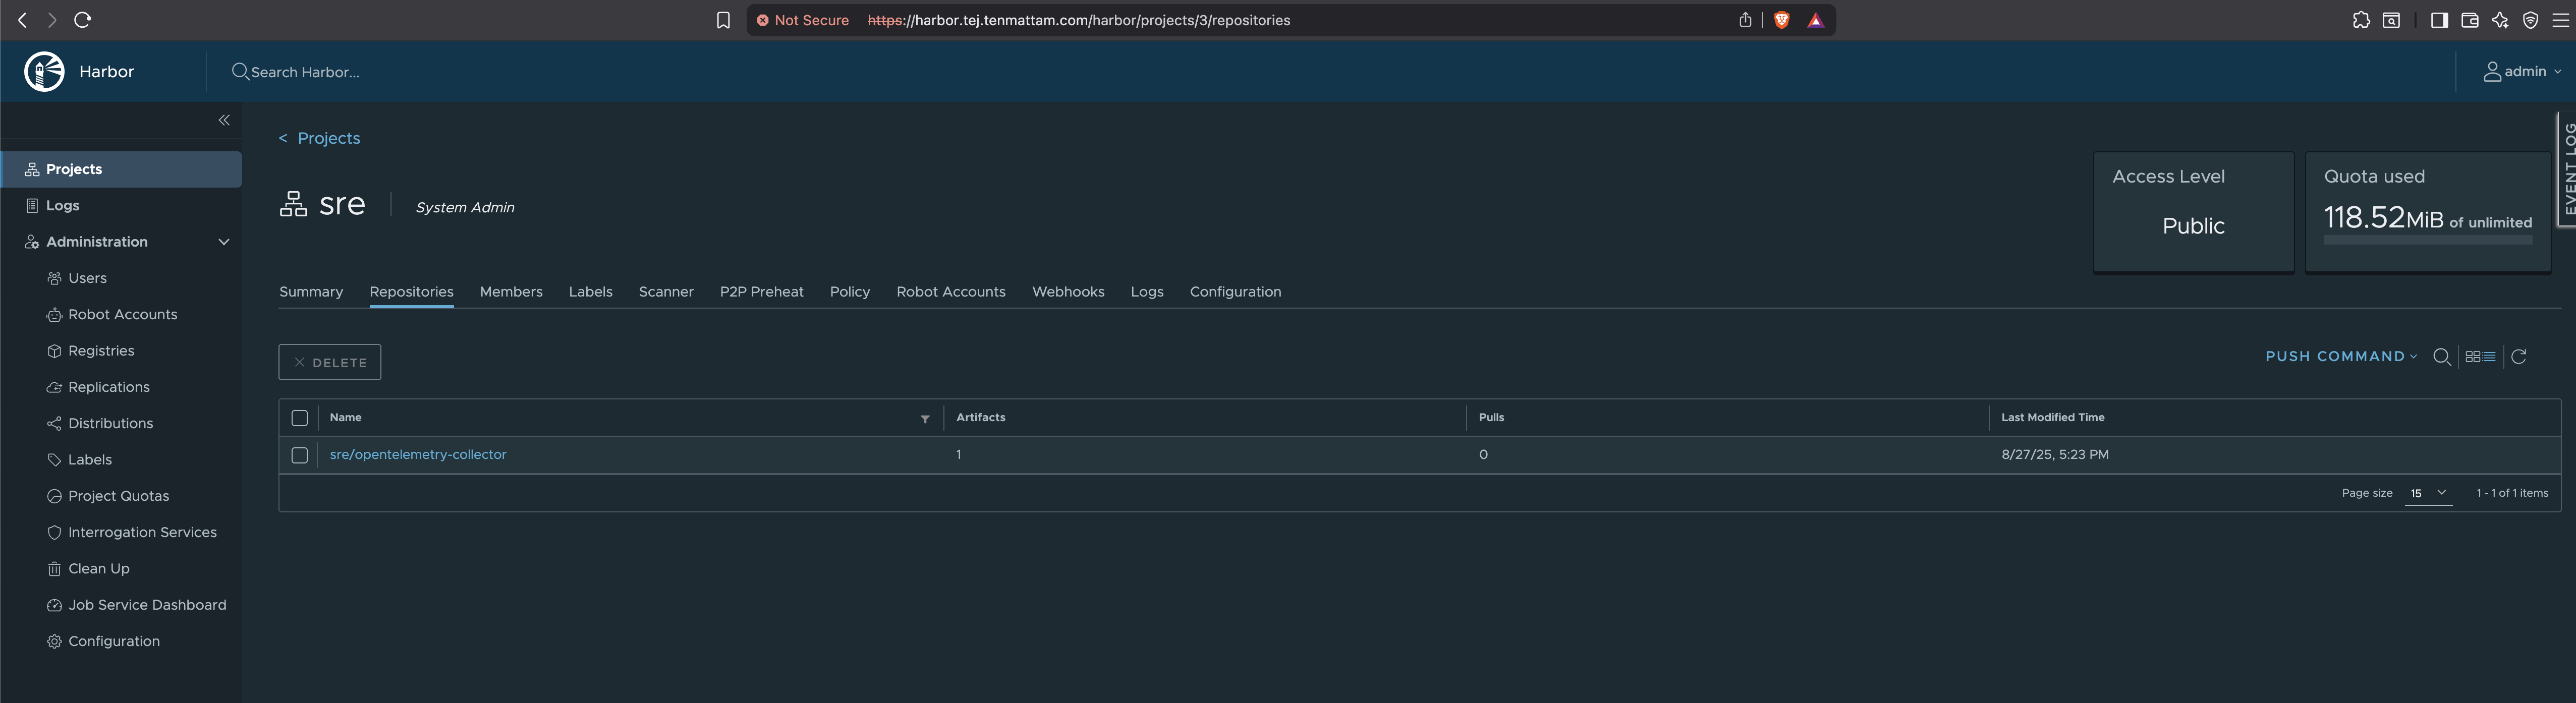 Not Secure https://harbor.tej.tenmattam.com/harbor/projects/3/repositories
Harbor
Search Harbor...
admin
Projects
Logs
Administration
Users
Robot Accounts
Registries
Replications
Distributions
Labels
Project Quotas
Interrogation Services
Clean Up
Job Service Dashboard
Configuration
< Projects
sre System Admin
Access Level
Public
Quota used
118.52MiB of unlimited
EVENT LOG
Summary Repositories Members Labels Scanner P2P Preheat Policy Robot Accounts Webhooks Logs Configuration
DELETE
PUSH COMMAND
Name Artifacts Pulls Last Modified Time
sre/opentelemetry-collector 1 0 8/27/25, 5:23 PM
Page size 15 1 - 1 of 1 items